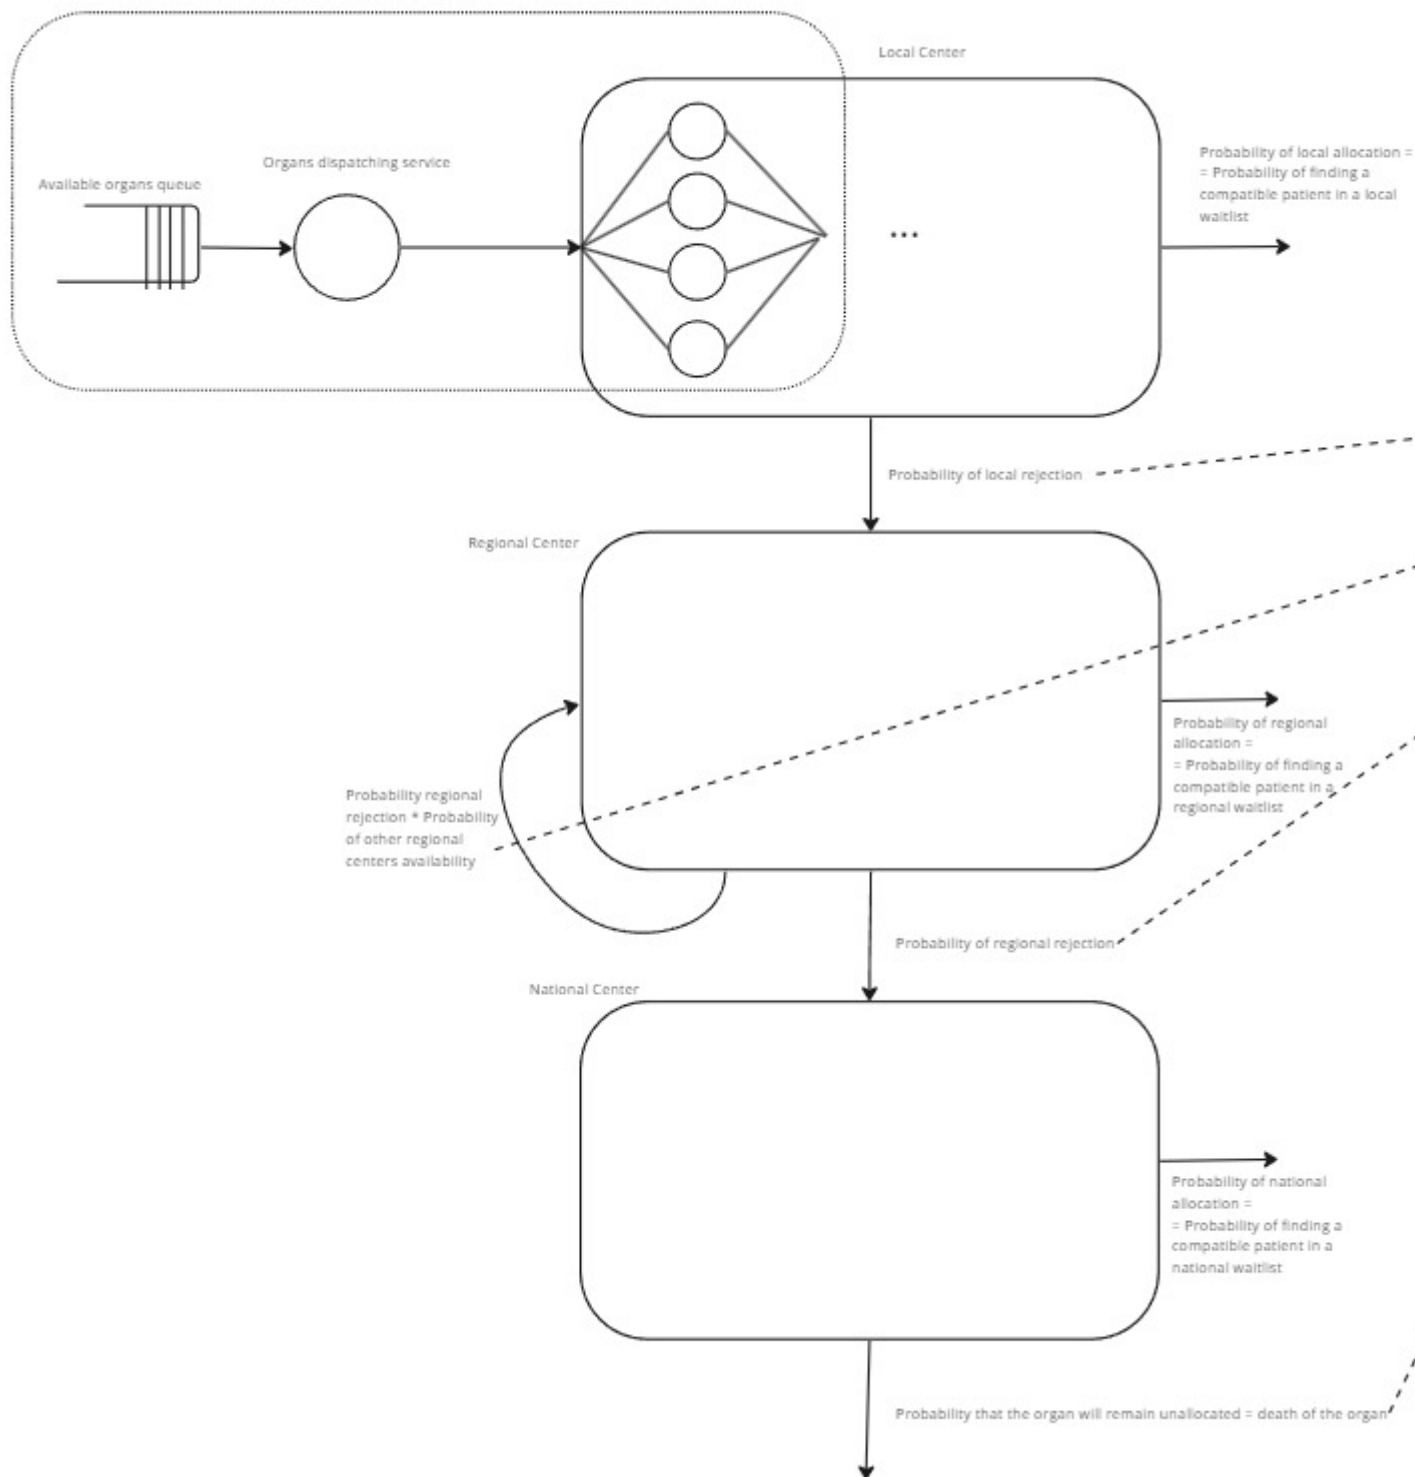 Local Center
Organs dispatching service
Available organs queue
...
Probability of local allocation =
= Probability of finding a
compatible patient in a local
waitlist
Probability of local rejection
Regional Center
Probability of regional
allocation =
= Probability of finding a
compatible patient in a
regional waitlist
Probability regional
rejection * Probability
of other regional
centers availability
Probability of regional rejection
National Center
Probability of national
allocation =
= Probability of finding a
compatible patient in a
national waitlist
Probability that the organ will remain unallocated = death of the organ